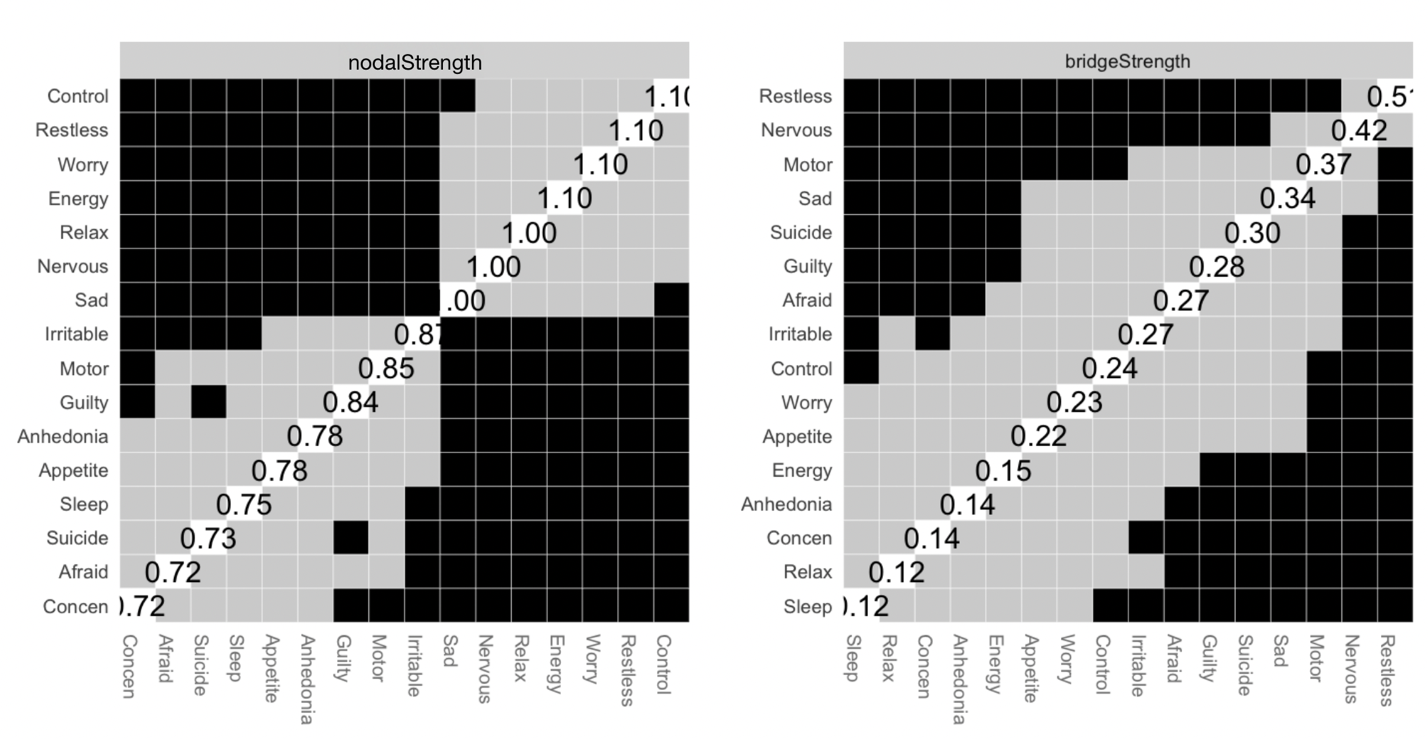 nodalStrength
Control 1.10
Restless 1.10
Worry 1.10
Energy 1.10
Relax 1.00
Nervous 1.00
Sad .00
Irritable 0.87
Motor 0.85
Guilty 0.84
Anhedonia 0.78
Appetite 0.78
Sleep 0.75
Suicide 0.73
Afraid 0.72
Concen 0.72
Concen Afraid Suicide Sleep Appetite Anhedonia Guilty Motor Irritable Sad Nervous Relax Energy Worry Restless Control
bridgeStrength
Restless 0.51
Nervous 0.42
Motor 0.37
Sad 0.34
Suicide 0.30
Guilty 0.28
Afraid 0.27
Irritable 0.27
Control 0.24
Worry 0.23
Appetite 0.22
Energy 0.15
Anhedonia 0.14
Concen 0.14
Relax 0.12
Sleep 0.12
Sleep Relax Concen Anhedonia Energy Appetite Worry Control Irritable Afraid Guilty Suicide Sad Motor Nervous Restless